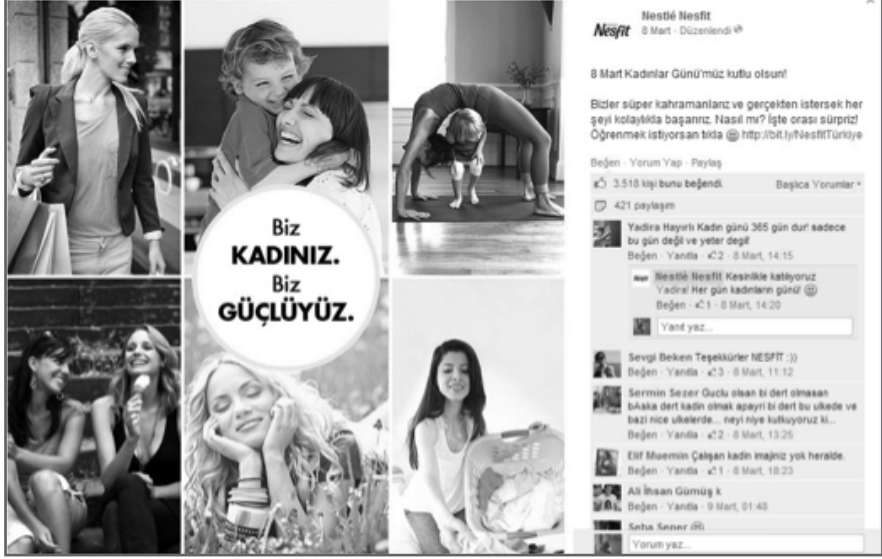 Biz
KADINIZ.
Biz
GÜÇLÜYÜZ.
Nesfit
Nestlé Nesfit
8 Mart · Düzenlendi
8 Mart Kadınlar Günü'müz kutlu olsun!
Bizler süper kahramanlarız ve gerçekten istersek her
şeyi kolaylıkla başarırız. Nasıl mı? İşte orası sürpriz!
Öğrenmek istiyorsan tıkla http://bit.ly/NesfitTürkiye
Beğen · Yorum Yap · Paylaş
3.518 kişi bunu beğendi.
Başlıca Yorumlar
421 paylaşım
Yadira Hayırlı Kadın günü 365 gün dur! sadece
bu gün değil ve yeter degil!
Beğen · Yanıtla · 2 · 8 Mart, 14:15
Nestlé Nesfit Kesinlikle katılıyoruz
Yadira! Her gün kadınların günü!
Beğen · 1 · 8 Mart, 14:20
Yanıt yaz...
Sevgi Beken Teşekkürler NESFİT :))
Beğen · Yanıtla · 3 · 8 Mart, 11:12
Sermin Sezer Guclu olsan bi dert olmasan
bAska dert kadin olmak apayri bi dert bu ulkede ve
bazi nice ulkelerde... neyi niye kutluyoruz ki...
Beğen · Yanıtla · 2 · 8 Mart, 13:25
Elif Muermin Çalışan kadin imajiniz yok heralde.
Beğen · Yanıtla · 1 · 8 Mart, 18:23
Ali İhsan Gümüş k
Beğen · Yanıtla · 9 Mart, 01:48
Seba Sener
Yorum yaz...